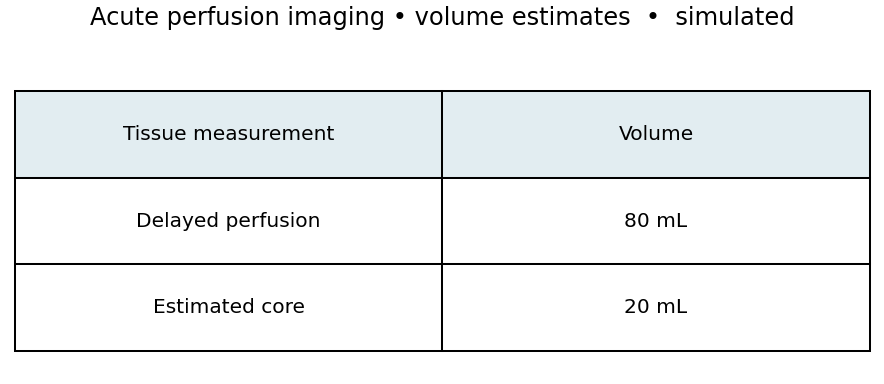 Acute perfusion imaging • volume estimates • simulated
Tissue measurement Volume
Delayed perfusion 80 mL
Estimated core 20 mL